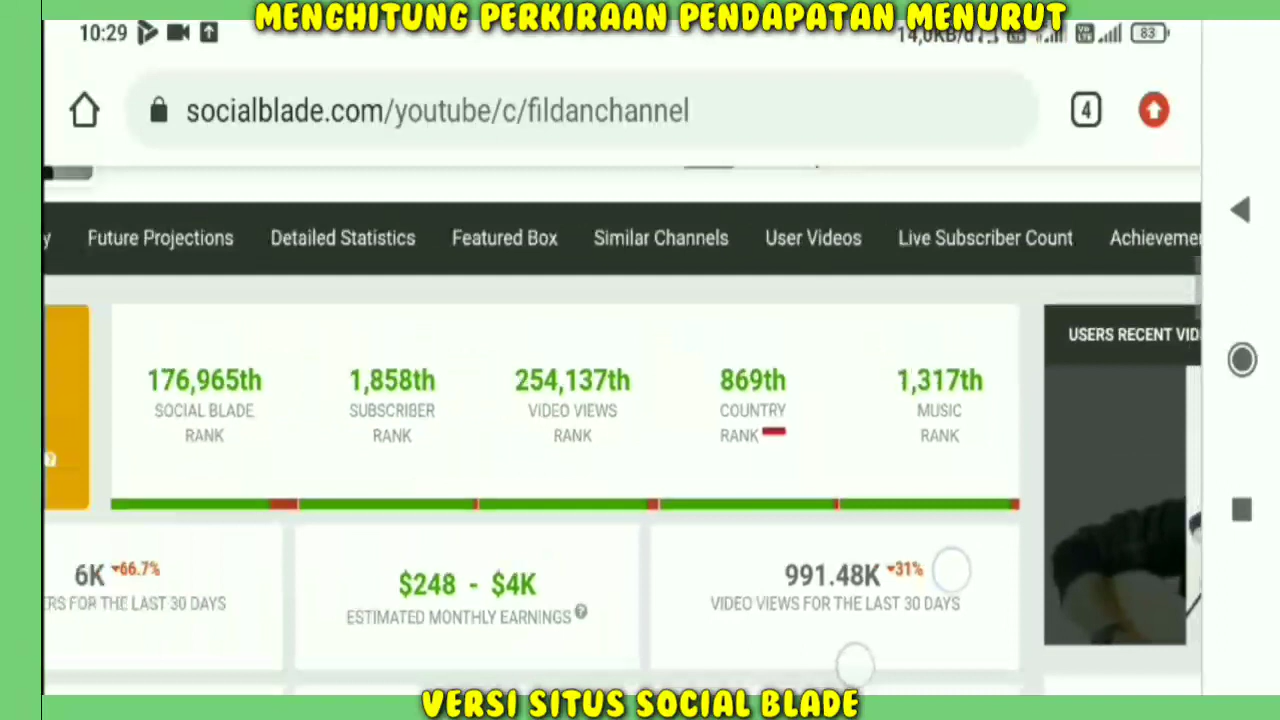 MENGHITUNG PERKIRAAN PENDAPATAN MENURUT
10:29
83
socialblade.com/youtube/c/fildanchannel
4
y Future Projections Detailed Statistics Featured Box Similar Channels User Videos Live Subscriber Count Achieveme
USERS RECENT VID
176,965th 1,858th 254,137th 869th 1,317th
SOCIAL BLADE SUBSCRIBER VIDEO VIEWS COUNTRY MUSIC
RANK RANK RANK RANK RANK
6K 66.7% $248 - $4K 991.48K 31%
ERS FOR THE LAST 30 DAYS ESTIMATED MONTHLY EARNINGS ? VIDEO VIEWS FOR THE LAST 30 DAYS
VERSI SITUS SOCIAL BLADE